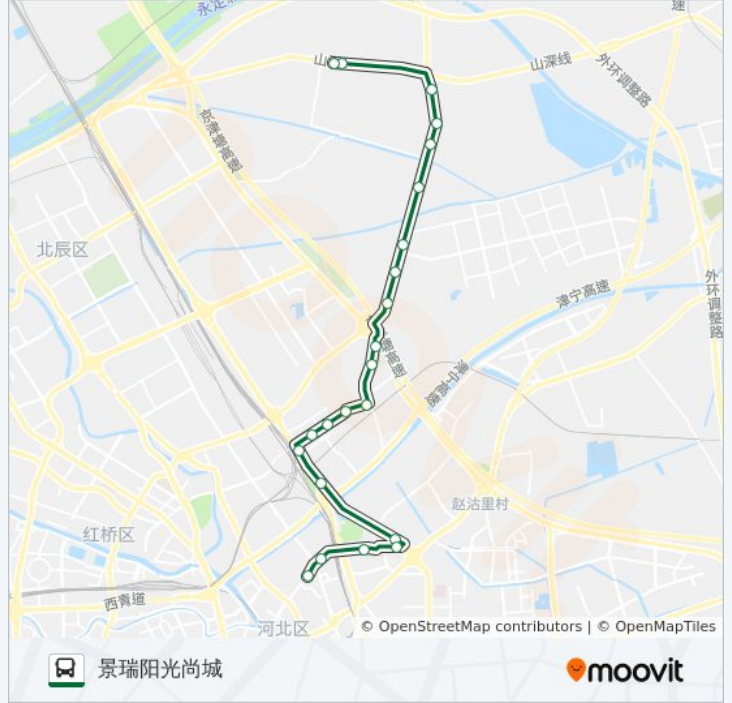 永定
速
山
山深线
外环调整路
京津塘高速
北辰区
津宁高速
外环调整路
塘高速
津宁高速
赵沽里村
红桥区
西青道
河北区
© OpenStreetMap contributors | © OpenMapTiles
景瑞阳光尚城
moovit